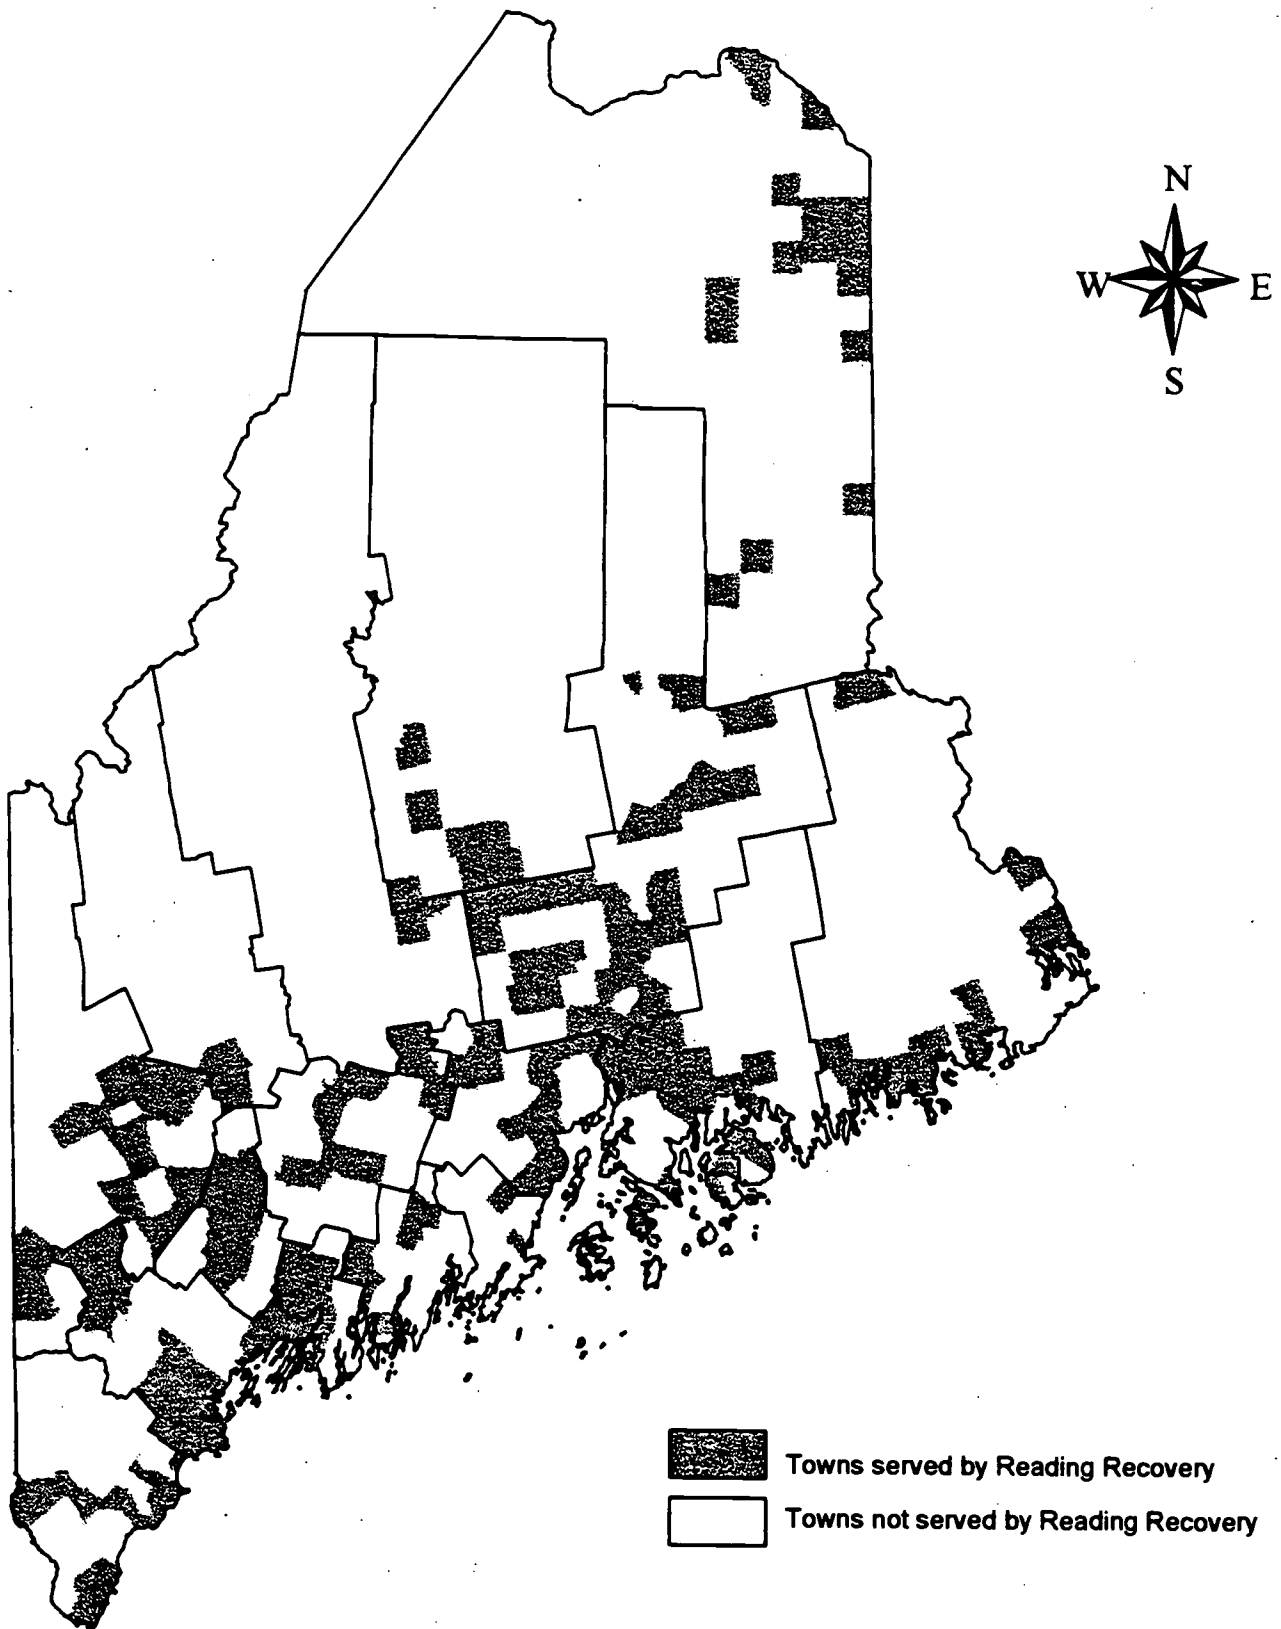 N
W E
S
Towns served by Reading Recovery
Towns not served by Reading Recovery